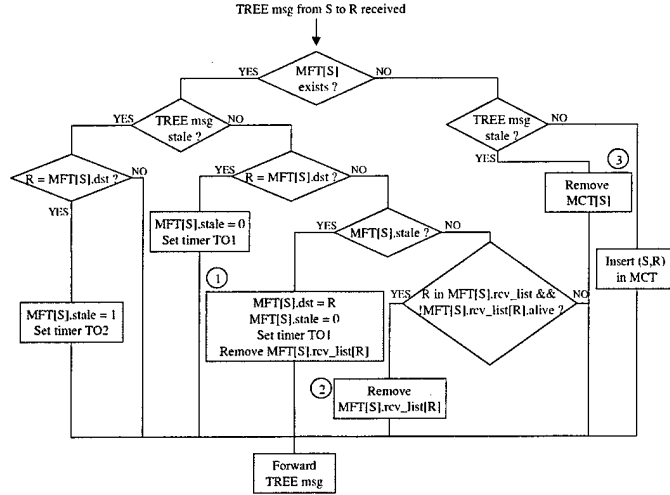 TREE msg from S to R received
MFT[S]
exists ?
YES
NO
TREE msg
stale ?
YES
NO
TREE msg
stale ?
NO
YES
R = MFT[S].dst ?
NO
YES
R = MFT[S].dst ?
YES
NO
3
Remove
MCT[S]
MFT[S].stale = 0
Set timer TO1
MFT[S].stale ?
YES
NO
Insert (S,R)
in MCT
1
MFT[S].dst = R
MFT[S].stale = 0
Set timer TO1
Remove MFT[S].rcv_list[R]
YES
R in MFT[S].rcv_list &&
!MFT[S].rcv_list[R].alive ?
NO
MFT[S].stale = 1
Set timer TO2
2
Remove
MFT[S].rcv_list[R]
Forward
TREE msg